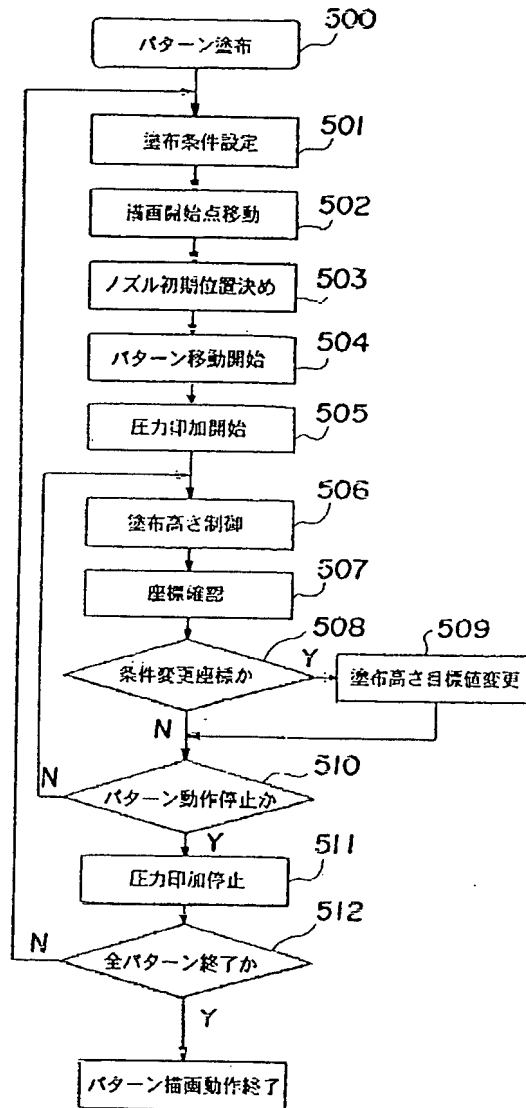 パターン塗布
500
塗布条件設定
501
描画開始点移動
502
ノズル初期位置決め
503
パターン移動開始
504
圧力印加開始
505
塗布高さ制御
506
座標確認
507
条件変更座標か
508
Y
塗布高さ目標値変更
509
N
パターン動作停止か
510
N
Y
圧力印加停止
511
全パターン終了か
512
N
Y
パターン描画動作終了